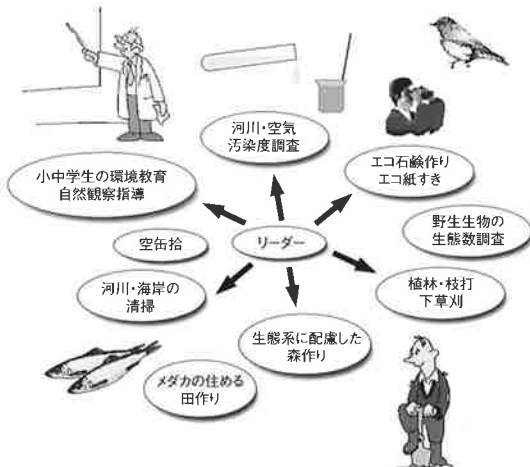 河川・空気
汚染度調査
小中学生の環境教育
自然観察指導
エコ石鹸作り
エコ紙すき
野生生物の
生態数調査
空缶拾
リーダー
河川・海岸の
清掃
植林・枝打
下草刈
生態系に配慮した
森作り
メダカの住める
田作り